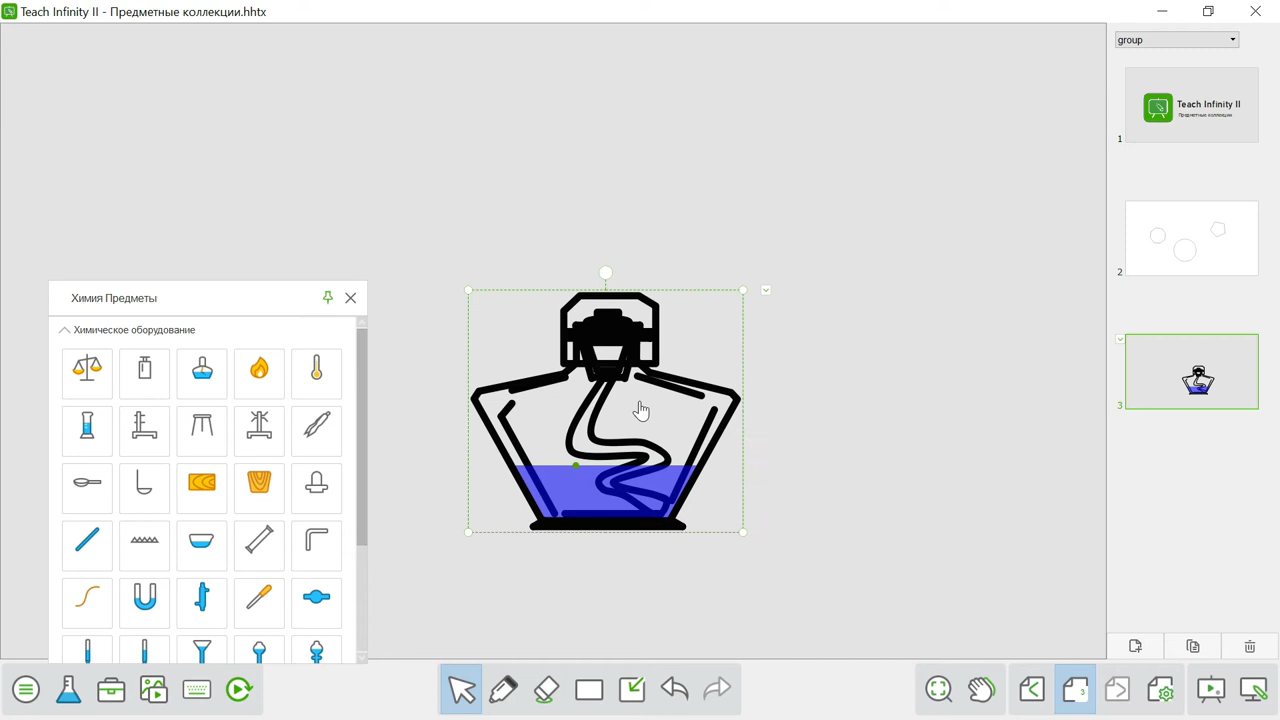 Teach Infinity II - Предметные коллекции.hhtx
group
Teach Infinity II
Предметные коллекции
1
2
3
Химия Предметы
Химическое оборудование
3